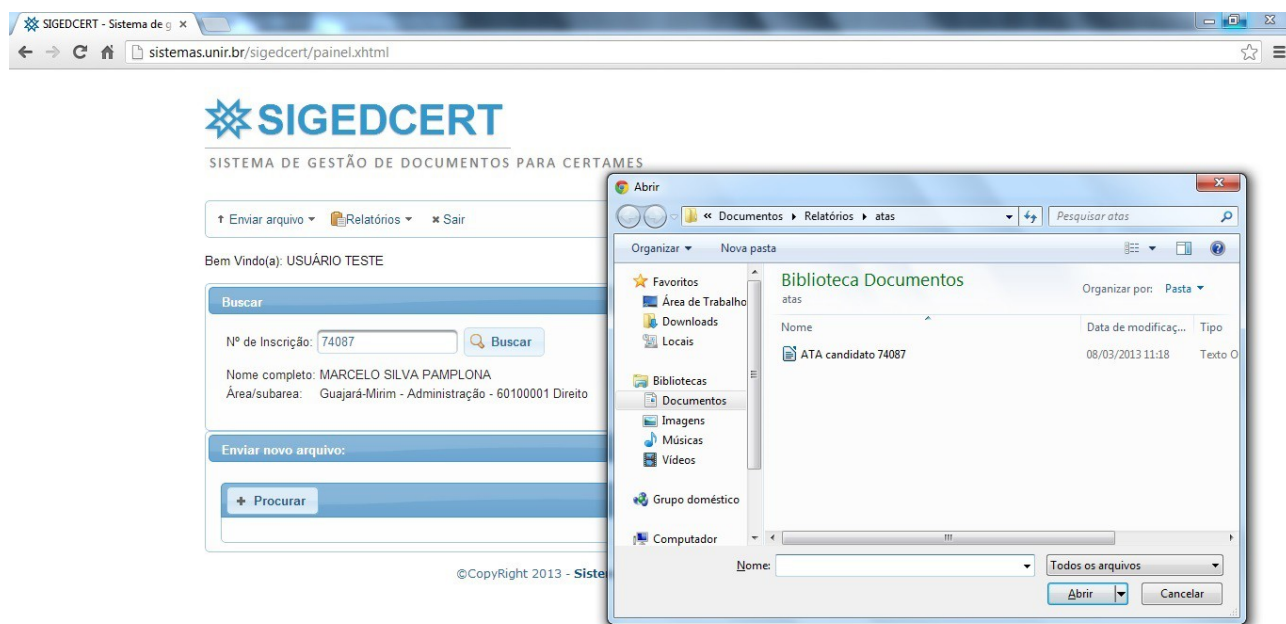 SIGEDCERT - Sistema de g
sistemas.unir.br/sigedcert/painel.xhtml
SIGEDCERT
SISTEMA DE GESTÃO DE DOCUMENTOS PARA CERTAMES
Enviar arquivo Relatórios Sair
Bem Vindo(a): USUÁRIO TESTE
Buscar
Nº de Inscrição: 74087 Buscar
Nome completo: MARCELO SILVA PAMPLONA
Área/subarea: Guajará-Mirim - Administração - 60100001 Direito
Enviar novo arquivo:
+ Procurar
©CopyRight 2013 - Siste
Abrir
« Documentos Relatórios atas Pesquisar atas
Organizar Nova pasta
Favoritos
Área de Trabalho
Downloads
Locais
Bibliotecas
Documentos
Imagens
Músicas
Vídeos
Grupo doméstico
Computador
Biblioteca Documentos
atas
Organizar por: Pasta
Nome Data de modificaç... Tipo
ATA candidato 74087 08/03/2013 11:18 Texto O
Nome: Todos os arquivos
Abrir Cancelar